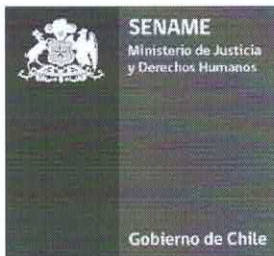 SENAME
Ministerio de Justicia
y Derechos Humanos
Gobierno de Chile